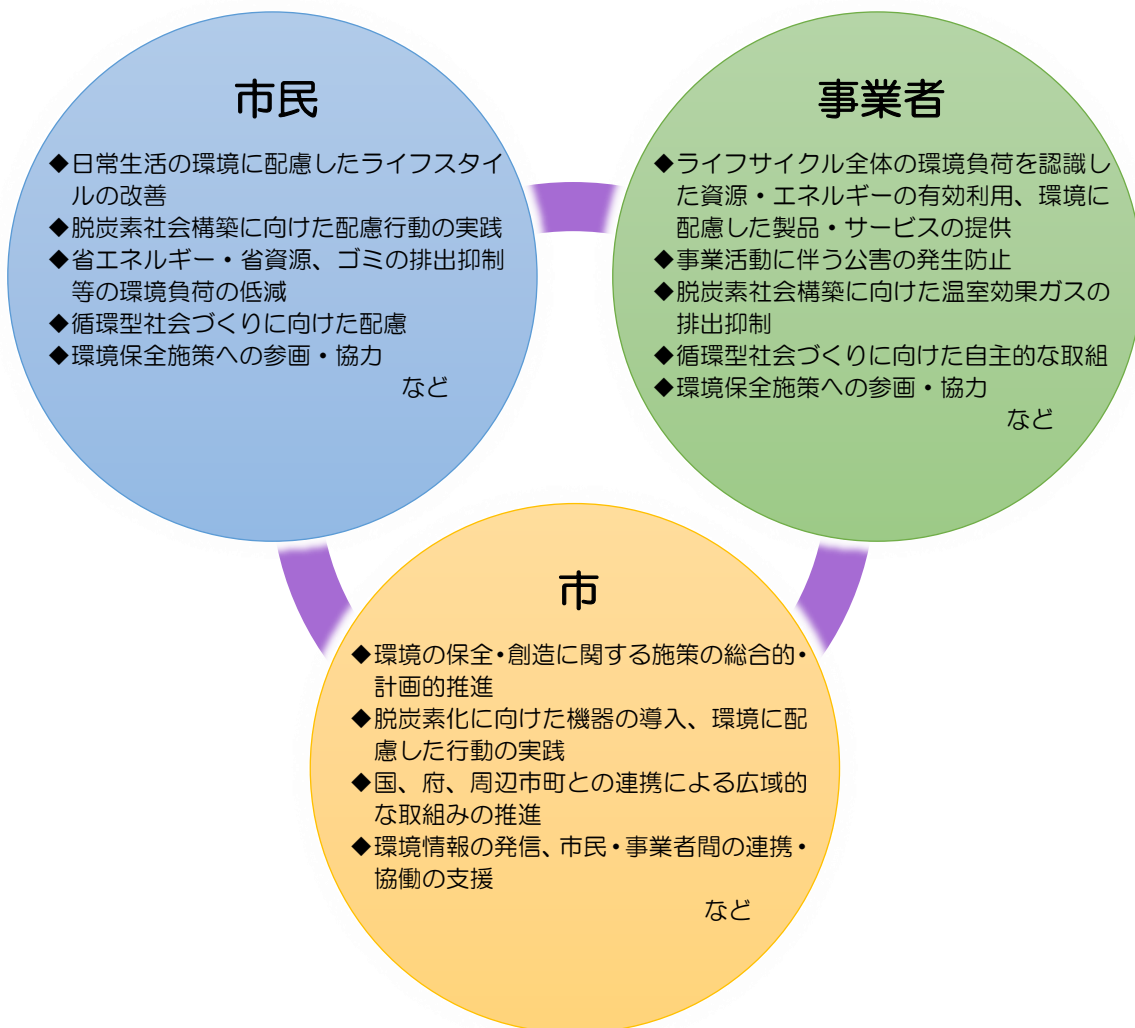 市民
◆日常生活の環境に配慮したライフスタイ
ルの改善
◆脱炭素社会構築に向けた配慮行動の実践
◆省エネルギー・省資源、ゴミの排出抑制
等の環境負荷の低減
◆循環型社会づくりに向けた配慮
◆環境保全施策への参画・協力
など
事業者
◆ライフサイクル全体の環境負荷を認識し
た資源・エネルギーの有効利用、環境に
配慮した製品・サービスの提供
◆事業活動に伴う公害の発生防止
◆脱炭素社会構築に向けた温室効果ガスの
排出抑制
◆循環型社会づくりに向けた自主的な取組
◆環境保全施策への参画・協力
など
市
◆環境の保全・創造に関する施策の総合的・
計画的推進
◆脱炭素化に向けた機器の導入、環境に配
慮した行動の実践
◆国、府、周辺市町との連携による広域的
な取組みの推進
◆環境情報の発信、市民・事業者間の連携・
協働の支援
など